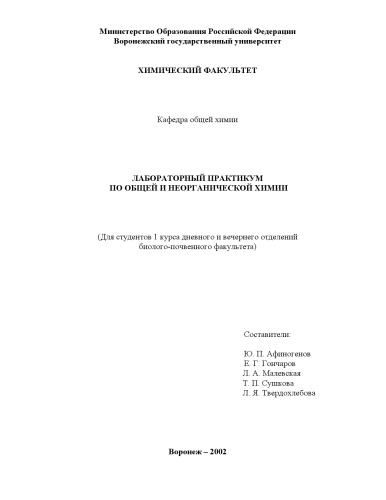 Министерство Образования Российской Федерации
Воронежский государственный университет
ХИМИЧЕСКИЙ ФАКУЛЬТЕТ
Кафедра общей химии
ЛАБОРАТОРНЫЙ ПРАКТИКУМ
ПО ОБЩЕЙ И НЕОРГАНИЧЕСКОЙ ХИМИИ
(Для студентов 1 курса дневного и вечернего отделений
биолого-почвенного факультета)
Составители:
Ю. П. Афиногенов
Е. Г. Гончаров
Л. А. Малевская
Т. П. Сушкова
Л. Я. Твердохлебова
Воронеж – 2002